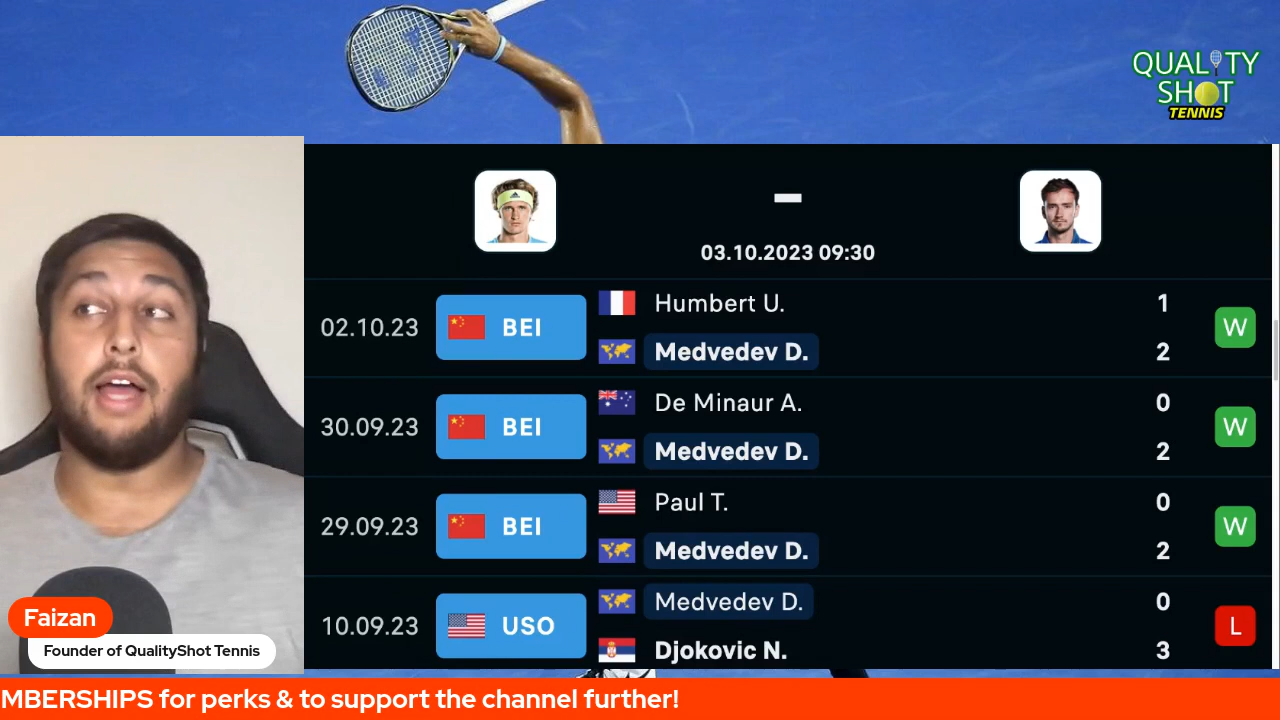 QUALITY
SHOT
TENNIS
03.10.2023 09:30
02.10.23
BEI
Humbert U.
1
Medvedev D.
2
W
30.09.23
BEI
De Minaur A.
0
Medvedev D.
2
W
29.09.23
BEI
Paul T.
0
Medvedev D.
2
W
10.09.23
USO
Medvedev D.
0
Djokovic N.
3
L
Faizan
Founder of QualityShot Tennis
MBERSHIPS for perks & to support the channel further!